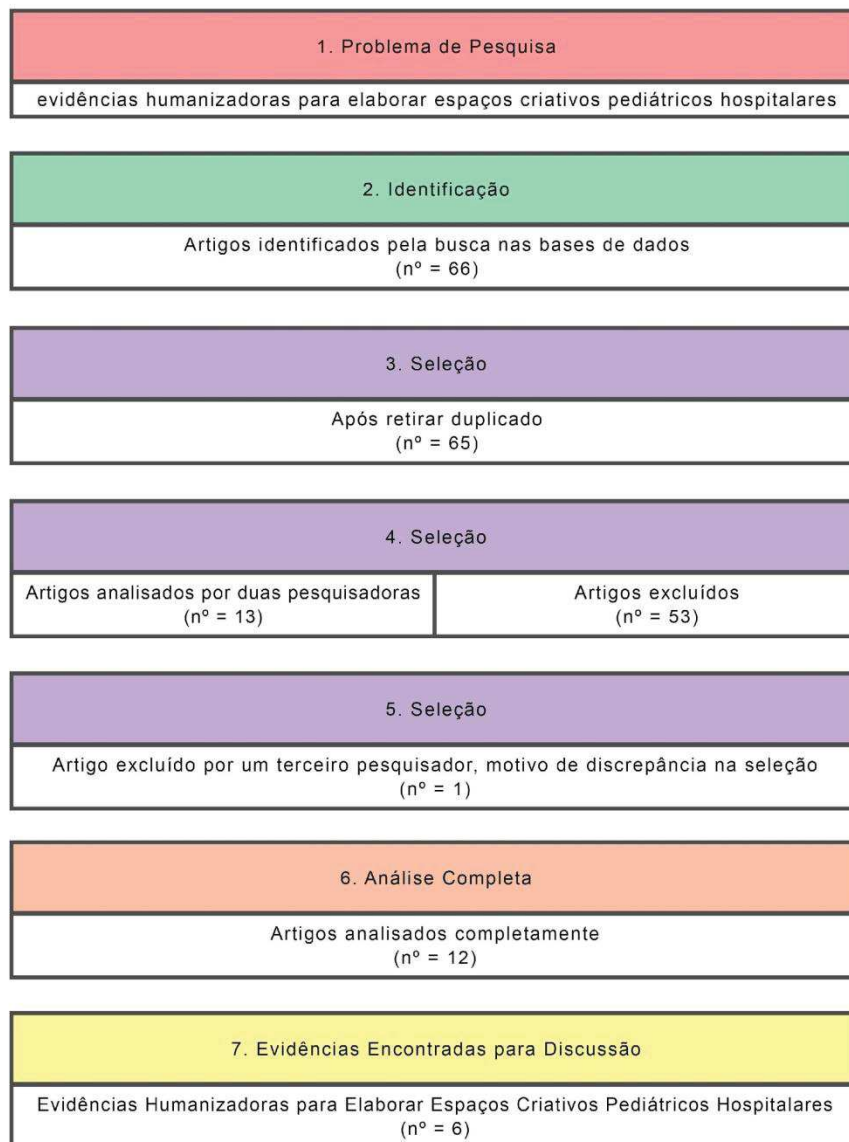 1. Problema de Pesquisa
evidências humanizadoras para elaborar espaços criativos pediátricos hospitalares
2. Identificação
Artigos identificados pela busca nas bases de dados
(nº = 66)
3. Seleção
Após retirar duplicado
(nº = 65)
4. Seleção
Artigos analisados por duas pesquisadoras
(nº = 13)
Artigos excluídos
(nº = 53)
5. Seleção
Artigo excluído por um terceiro pesquisador, motivo de discrepância na seleção
(nº = 1)
6. Análise Completa
Artigos analisados completamente
(nº = 12)
7. Evidências Encontradas para Discussão
Evidências Humanizadoras para Elaborar Espaços Criativos Pediátricos Hospitalares
(nº = 6)